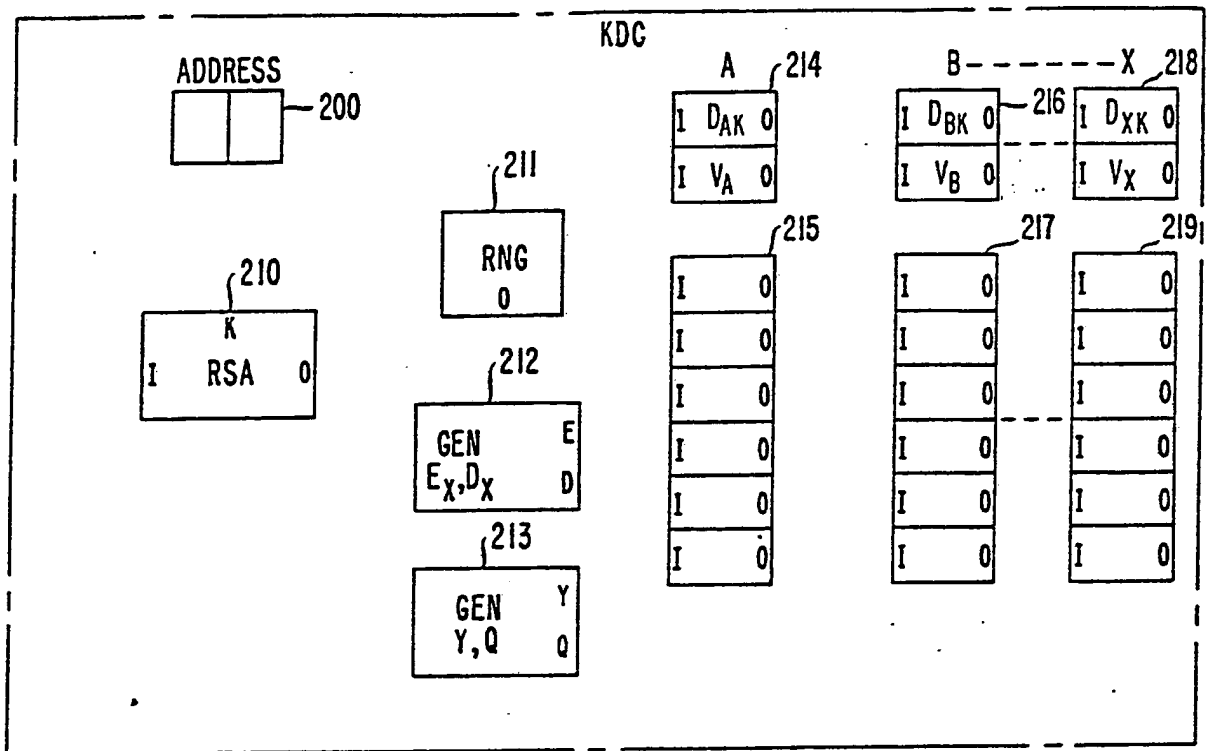 KDC
ADDRESS
200
A
214
B
X
218
I D_AK O
I V_A O
I D_BK O
216
I V_B O
I D_XK O
I V_X O
211
RNG
O
210
K
I RSA O
212
GEN E
E_X,D_X D
213
GEN Y
Y,Q Q
215
I O
I O
I O
I O
I O
I O
217
I O
I O
I O
I O
I O
I O
219
I O
I O
I O
I O
I O
I O